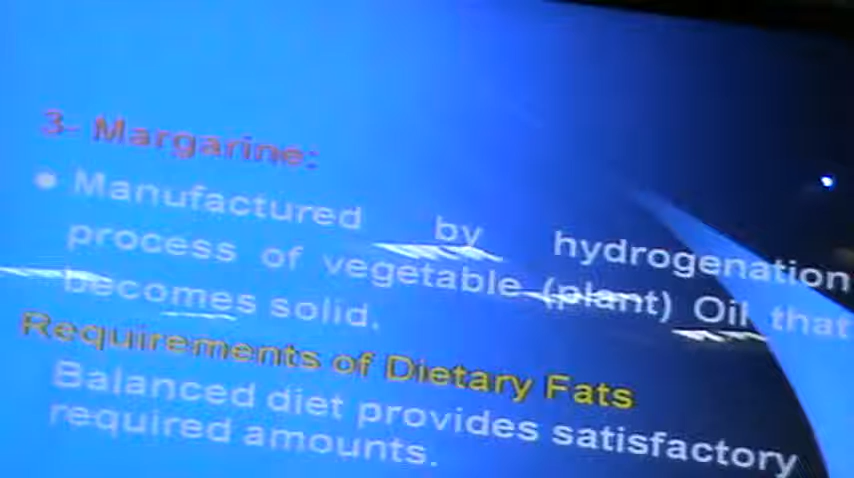 3- Margarine:
• Manufactured by hydrogenation
process of vegetable (plant) Oil that
becomes solid.
Requirements of Dietary Fats
Balanced diet provides satisfactory
required amounts.